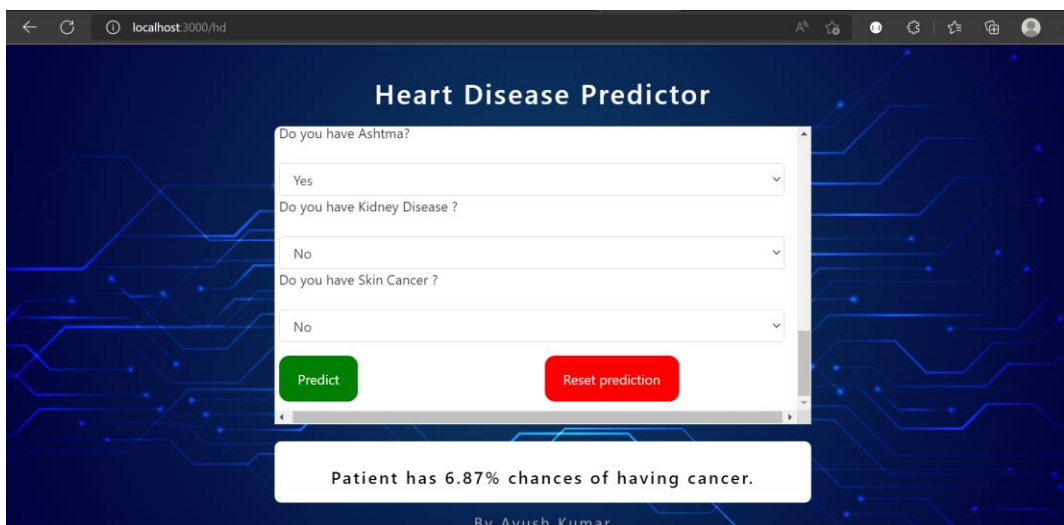 localhost:3000/hd
Heart Disease Predictor
Do you have Ashtma?
Yes
Do you have Kidney Disease ?
No
Do you have Skin Cancer ?
No
Predict Reset prediction
Patient has 6.87% chances of having cancer.
By Ayush Kumar